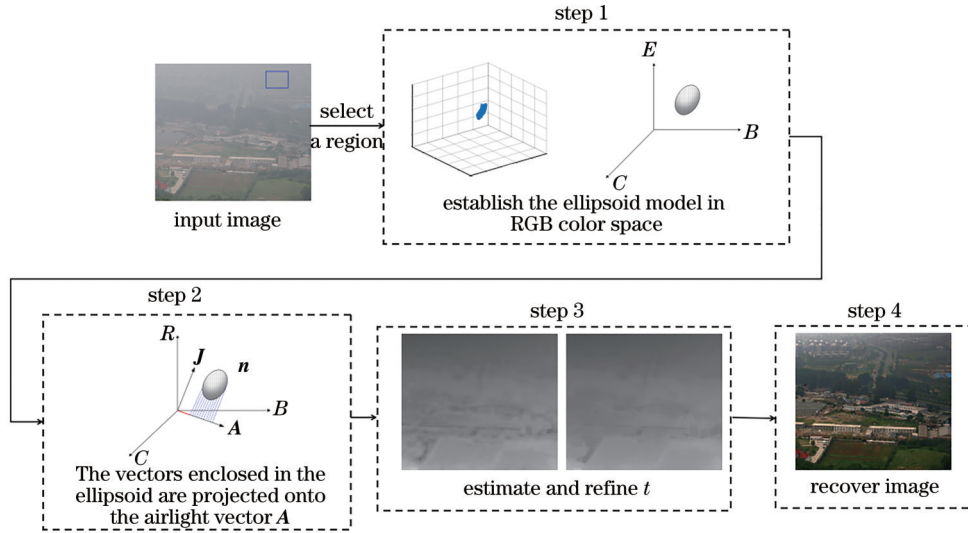 step 1
E
B
C
select
a region
input image
establish the ellipsoid model in
RGB color space
step 2
R
J
n
B
A
C
The vectors enclosed in the
ellipsoid are projected onto
the airlight vector A
step 3
estimate and refine t
step 4
recover image